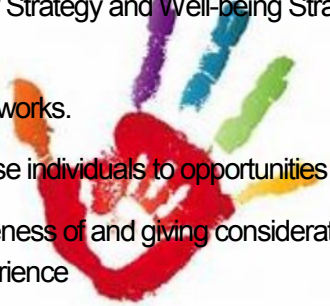 Strategy and Well-being Stra
works.
se individuals to opportunities
eness of and giving considerat
rience